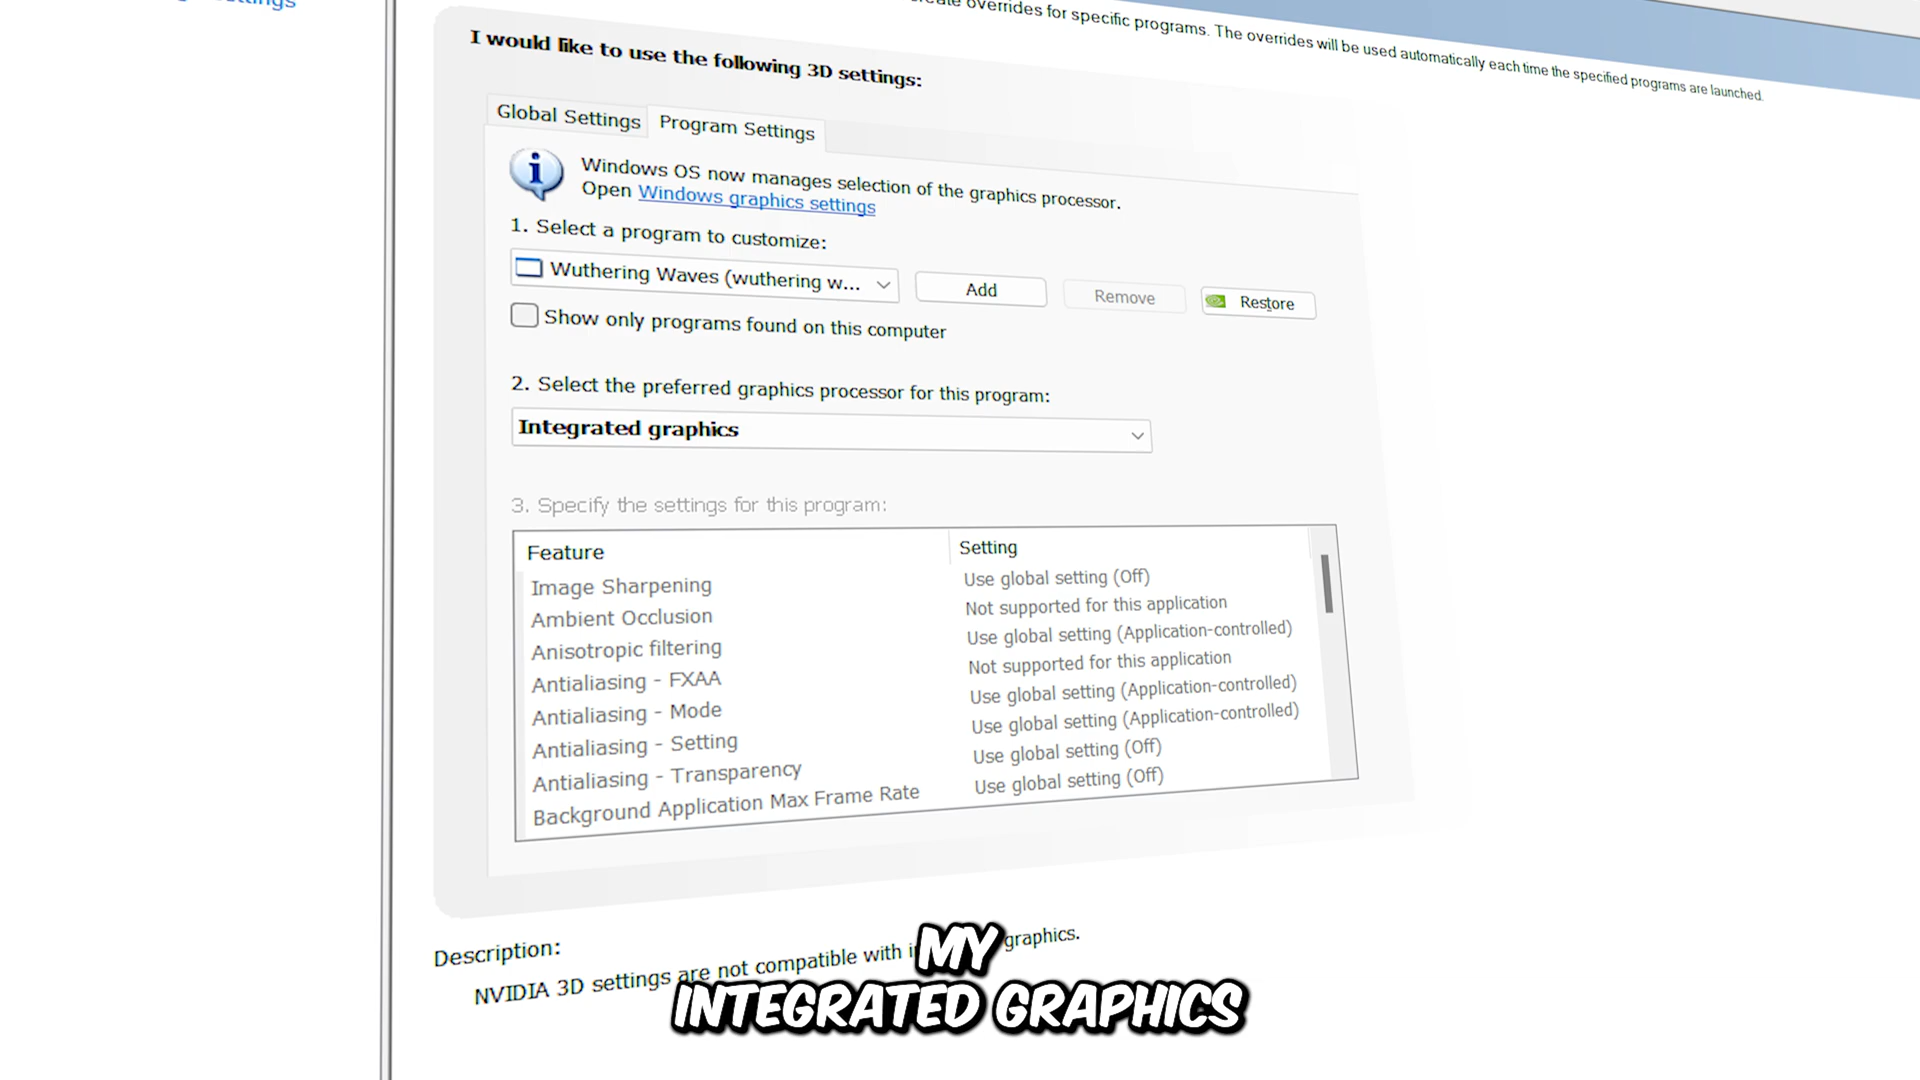 overrides for specific programs. The overrides will be used automatically each time the specified programs are launched.
I would like to use the following 3D settings:
Global Settings
Program Settings
Windows OS now manages selection of the graphics processor.
Open Windows graphics settings
1. Select a program to customize:
Wuthering Waves (wuthering w...
Add
Remove
Restore
Show only programs found on this computer
2. Select the preferred graphics processor for this program:
Integrated graphics
3. Specify the settings for this program:
Feature
Setting
Image Sharpening
Use global setting (Off)
Ambient Occlusion
Not supported for this application
Anisotropic filtering
Use global setting (Application-controlled)
Antialiasing - FXAA
Not supported for this application
Antialiasing - Mode
Use global setting (Application-controlled)
Antialiasing - Setting
Use global setting (Application-controlled)
Antialiasing - Transparency
Use global setting (Off)
Background Application Max Frame Rate
Use global setting (Off)
Description:
NVIDIA 3D settings are not compatible with graphics.
MY
INTEGRATED GRAPHICS